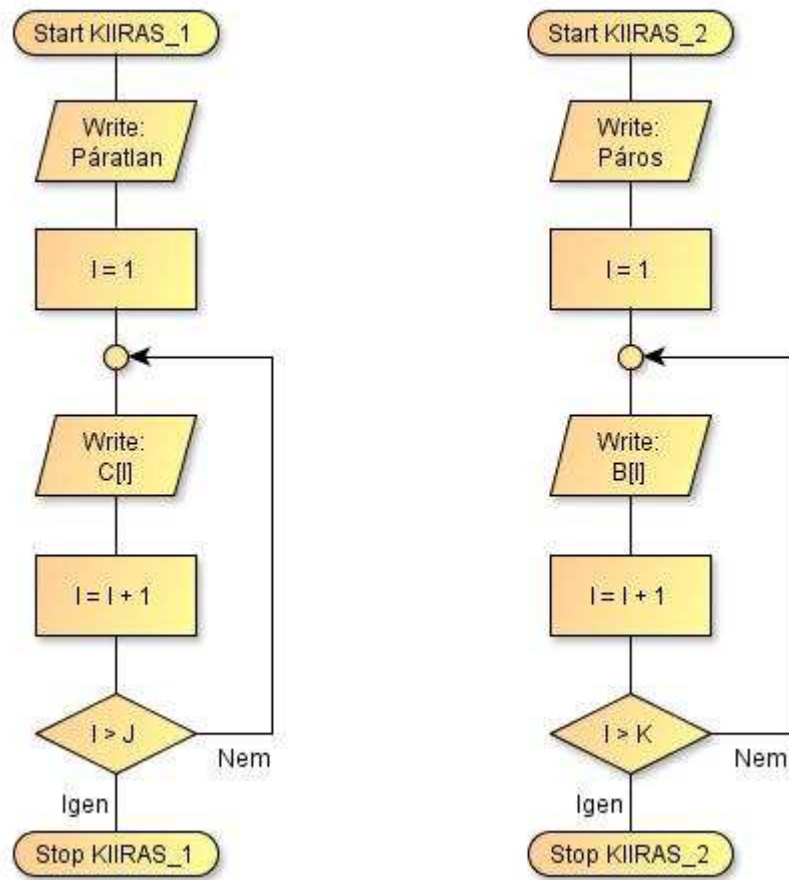 Start KIIRAS_1
Write:
Páratlan
I = 1
Write:
C[I]
I = I + 1
I > J
Nem
Igen
Stop KIIRAS_1
Start KIIRAS_2
Write:
Páros
I = 1
Write:
B[I]
I = I + 1
I > K
Nem
Igen
Stop KIIRAS_2